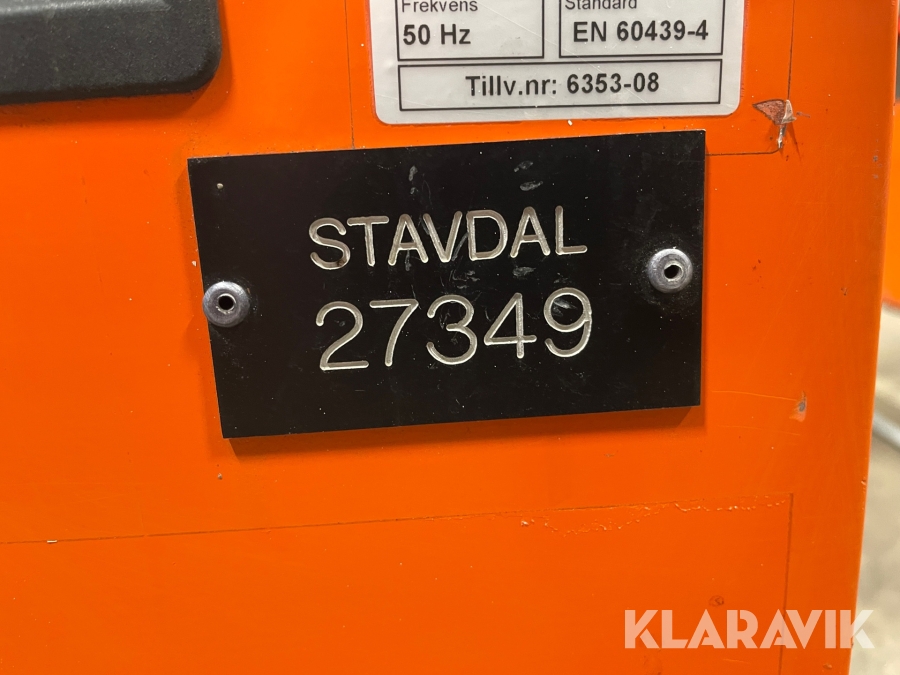 Frekvens
50 Hz
Standard
EN 60439-4
Tillv.nr: 6353-08
STAVDAL
27349
KLARAVIK